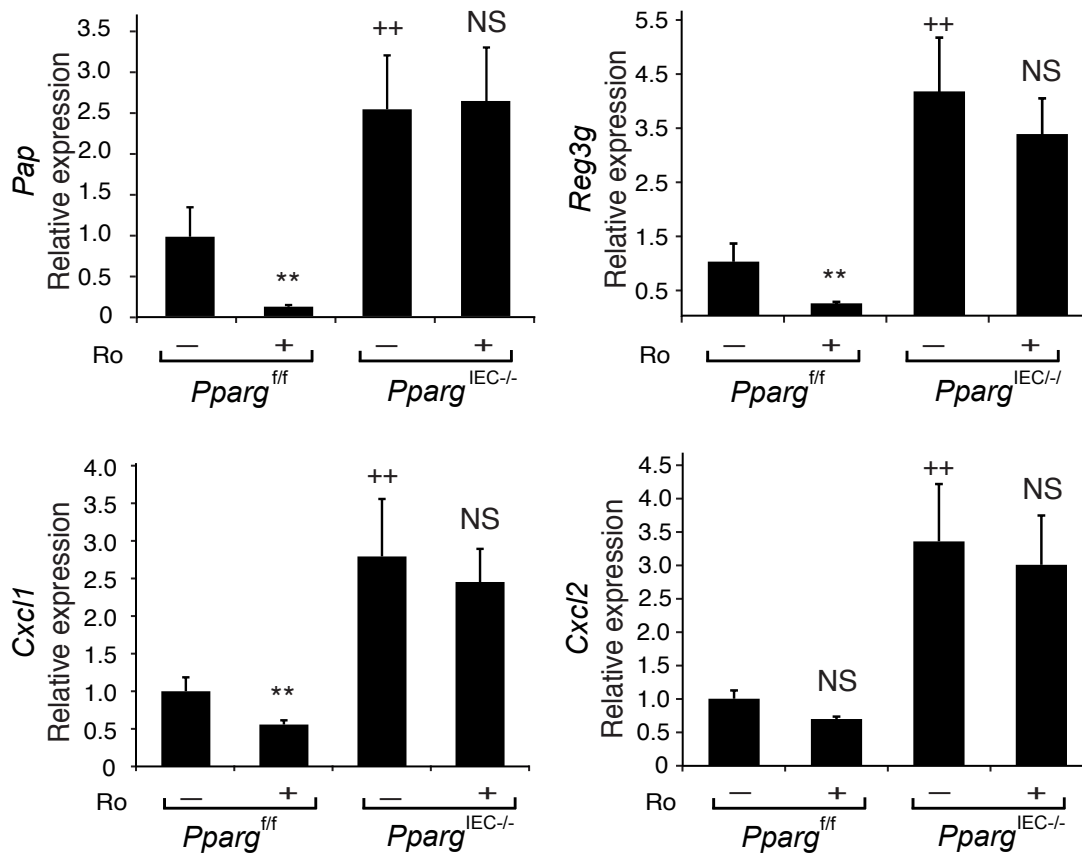 Pap
Relative expression
3.5
3.0
2.5
2.0
1.5
1.0
0.5
0
++
NS
**
Ro
– + – +
Pparg f/f
Pparg IEC-/-
Reg3g
Relative expression
5.5
4.5
3.5
1.5
0.5
++
NS
**
– + – +
Pparg f/f
Pparg IEC/-/
Cxcl1
Relative expression
4.0
3.5
3.0
2.5
2.0
1.5
1.0
0.5
0
++
NS
**
Ro
– + – +
Pparg f/f
Pparg IEC-/-
Cxcl2
Relative expression
4.5
4.0
3.5
3.0
2.5
2.0
1.5
1.0
0.5
0
++
NS
NS
Ro
– + – +
Pparg f/f
Pparg IEC-/-